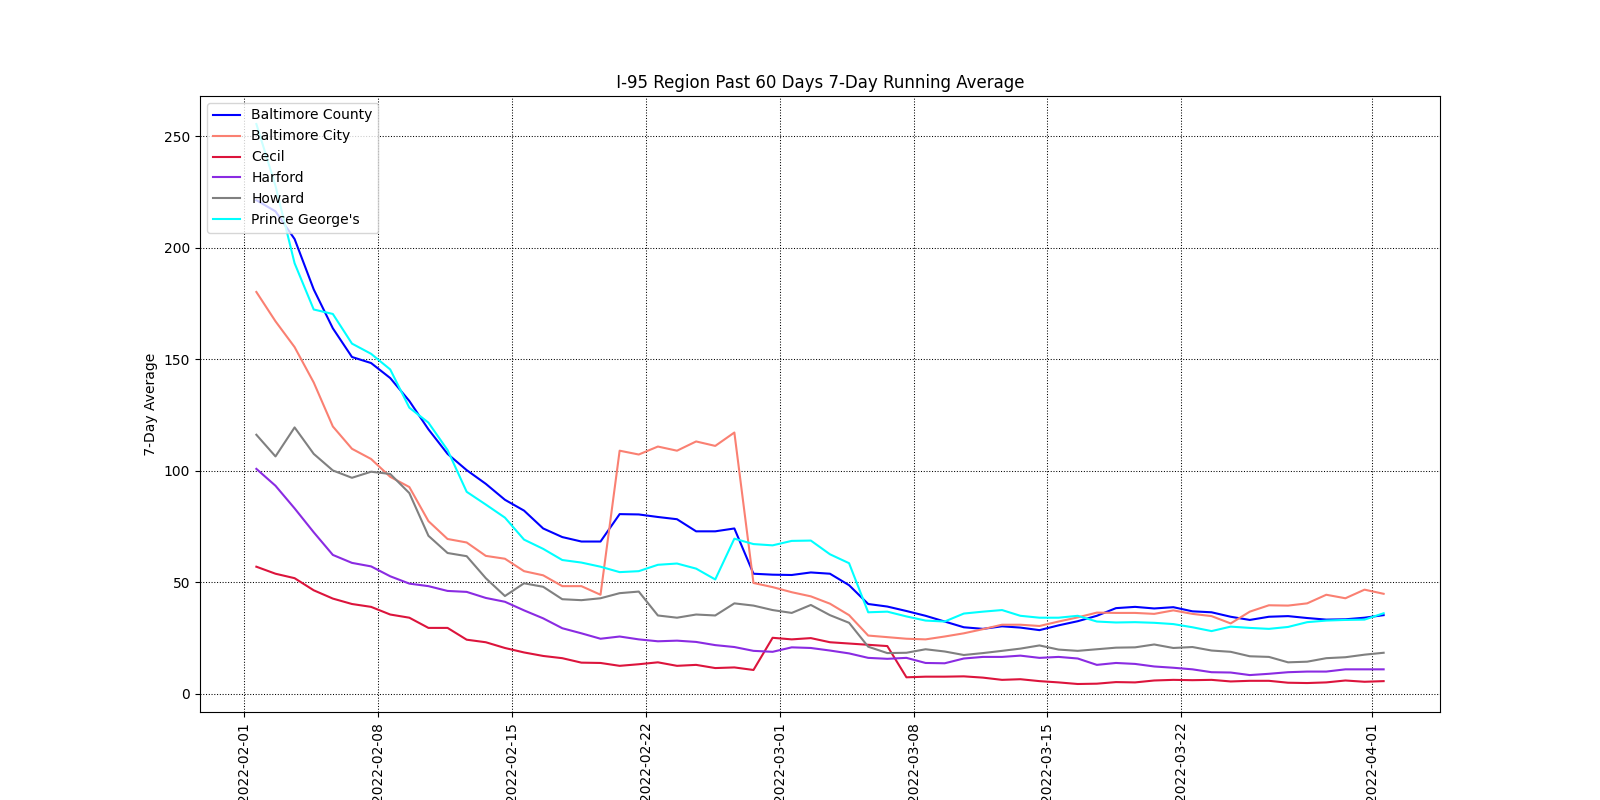 I-95 Region Past 60 Days 7-Day Running Average
Baltimore County
Baltimore City
Cecil
Harford
Howard
Prince George's
7-Day Average
250
200
150
100
50
0
2022-02-01
2022-02-08
2022-02-15
2022-02-22
2022-03-01
2022-03-08
2022-03-15
2022-03-22
2022-04-01